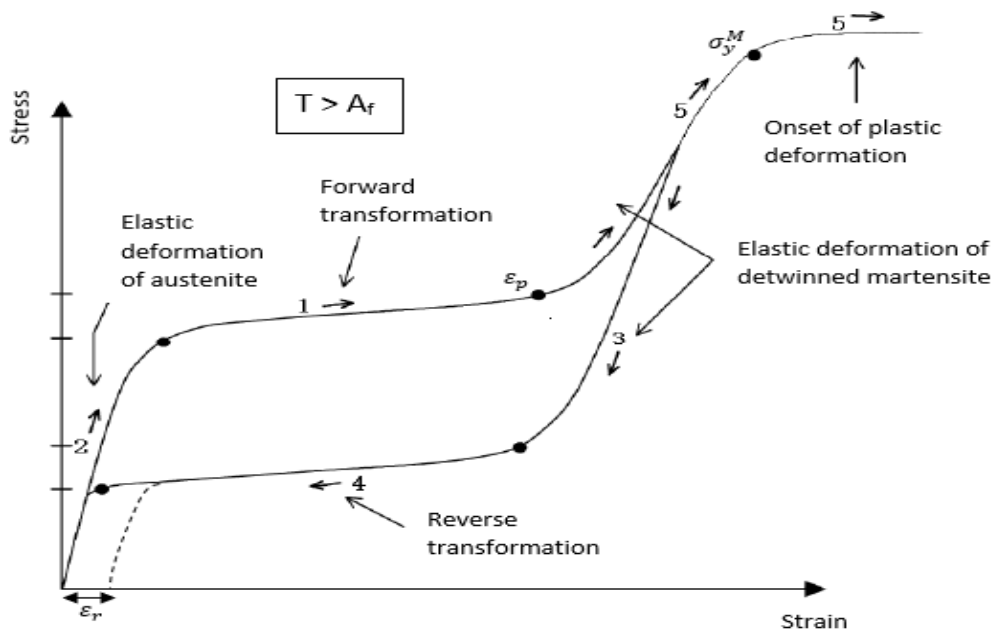 5
σ_y^M
T > A_f
Stress
5
Onset of plastic
deformation
Forward
transformation
Elastic
deformation
of austenite
Elastic deformation of
detwinned martensite
ε_p
1
3
2
4
Reverse
transformation
ε_r
Strain